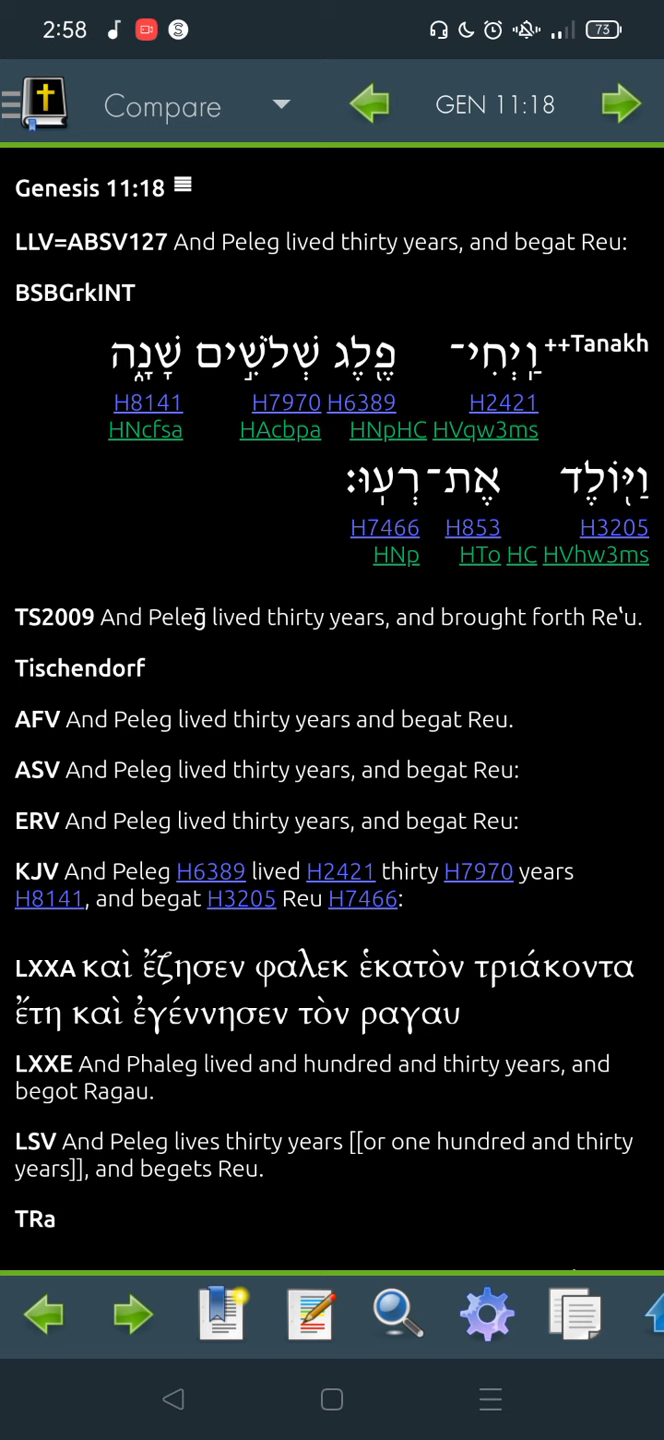 2:58
73
Compare
GEN 11:18
Genesis 11:18
LLV=ABSV127 And Peleg lived thirty years, and begat Reu:
BSBGrkINT
++Tanakh וַֽיְחִי־ פֶ֖לֶג שְׁלֹשִׁ֣ים שָׁנָ֑ה
H8141 H7970 H6389 H2421
HNcfsa HAcbpa HNpHC HVqw3ms
וַיּ֖וֹלֶד אֶת־רְעֽוּ׃
H7466 H853 H3205
HNp HTo HC HVhw3ms
TS2009 And Peleḡ lived thirty years, and brought forth Reʽu.
Tischendorf
AFV And Peleg lived thirty years and begat Reu.
ASV And Peleg lived thirty years, and begat Reu:
ERV And Peleg lived thirty years, and begat Reu:
KJV And Peleg H6389 lived H2421 thirty H7970 years
H8141, and begat H3205 Reu H7466:
LXXA καὶ ἔζησεν φαλεκ ἑκατὸν τριάκοντα
ἔτη καὶ ἐγέννησεν τὸν ραγαυ
LXXE And Phaleg lived and hundred and thirty years, and
begot Ragau.
LSV And Peleg lives thirty years [[or one hundred and thirty
years]], and begets Reu.
TRa